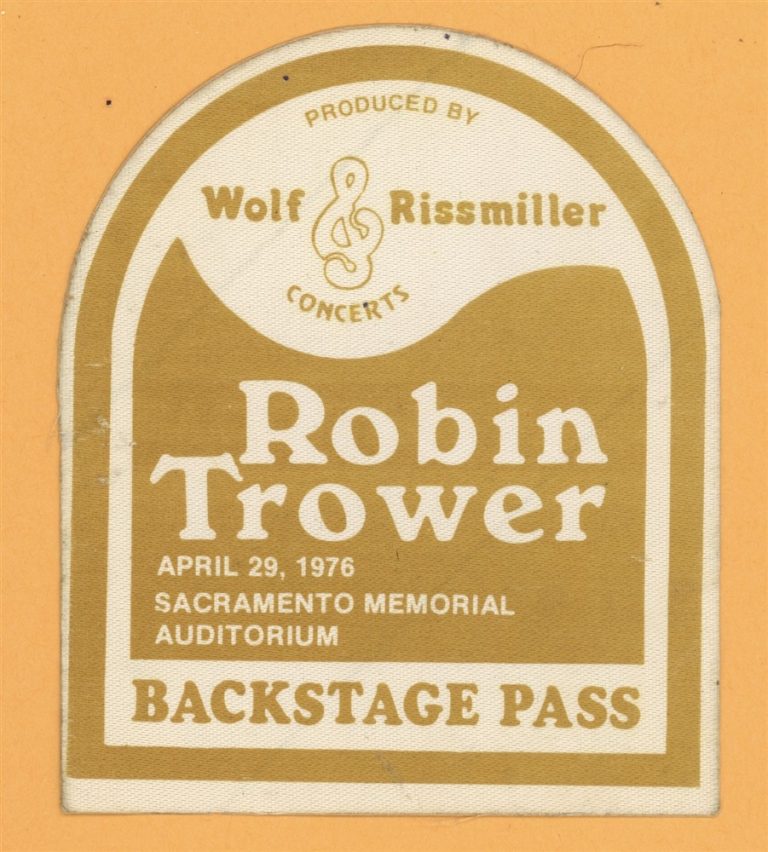 PRODUCED BY
Wolf & Rissmiller
CONCERTS
Robin
Trower
APRIL 29, 1976
SACRAMENTO MEMORIAL
AUDITORIUM
BACKSTAGE PASS